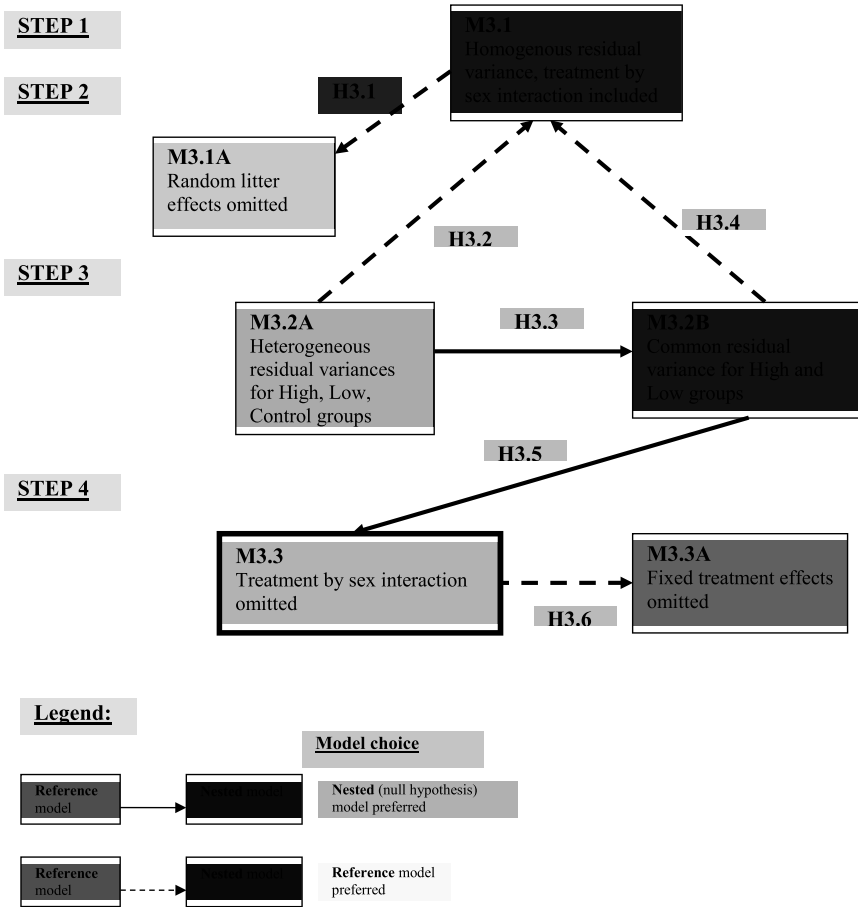 STEP 1
M3.1
Homogenous residual
variance, treatment by
sex interaction included
STEP 2
H3.1
M3.1A
Random litter
effects omitted
H3.2
H3.4
STEP 3
M3.2A
Heterogeneous
residual variances
for High, Low,
Control groups
H3.3
M3.2B
Common residual
variance for High and
Low groups
H3.5
STEP 4
M3.3
Treatment by sex interaction
omitted
H3.6
M3.3A
Fixed treatment effects
omitted
Legend:
Model choice
Reference
model
Nested model
Nested (null hypothesis)
model preferred
Reference
model
Nested model
Reference model
preferred